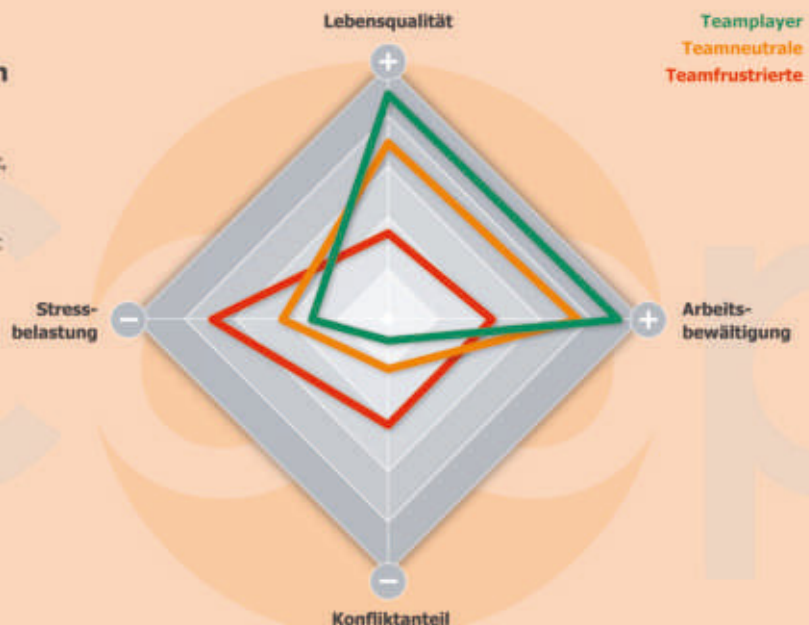 Lebensqualität
Teamplayer
Teamneutrale
Teamfrustrierte
+
Stress-
belastung
−
+
Arbeits-
bewältigung
−
Konfliktanteil